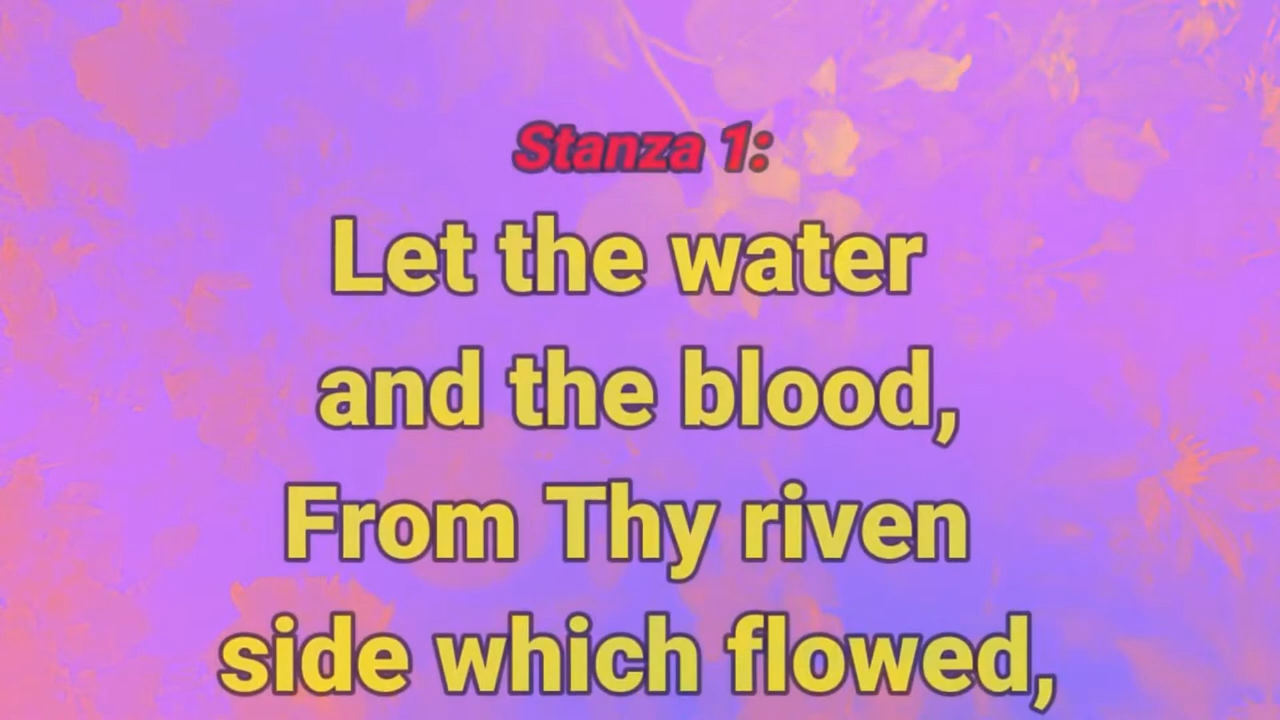 Stanza 1:
Let the water
and the blood,
From Thy riven
side which flowed,